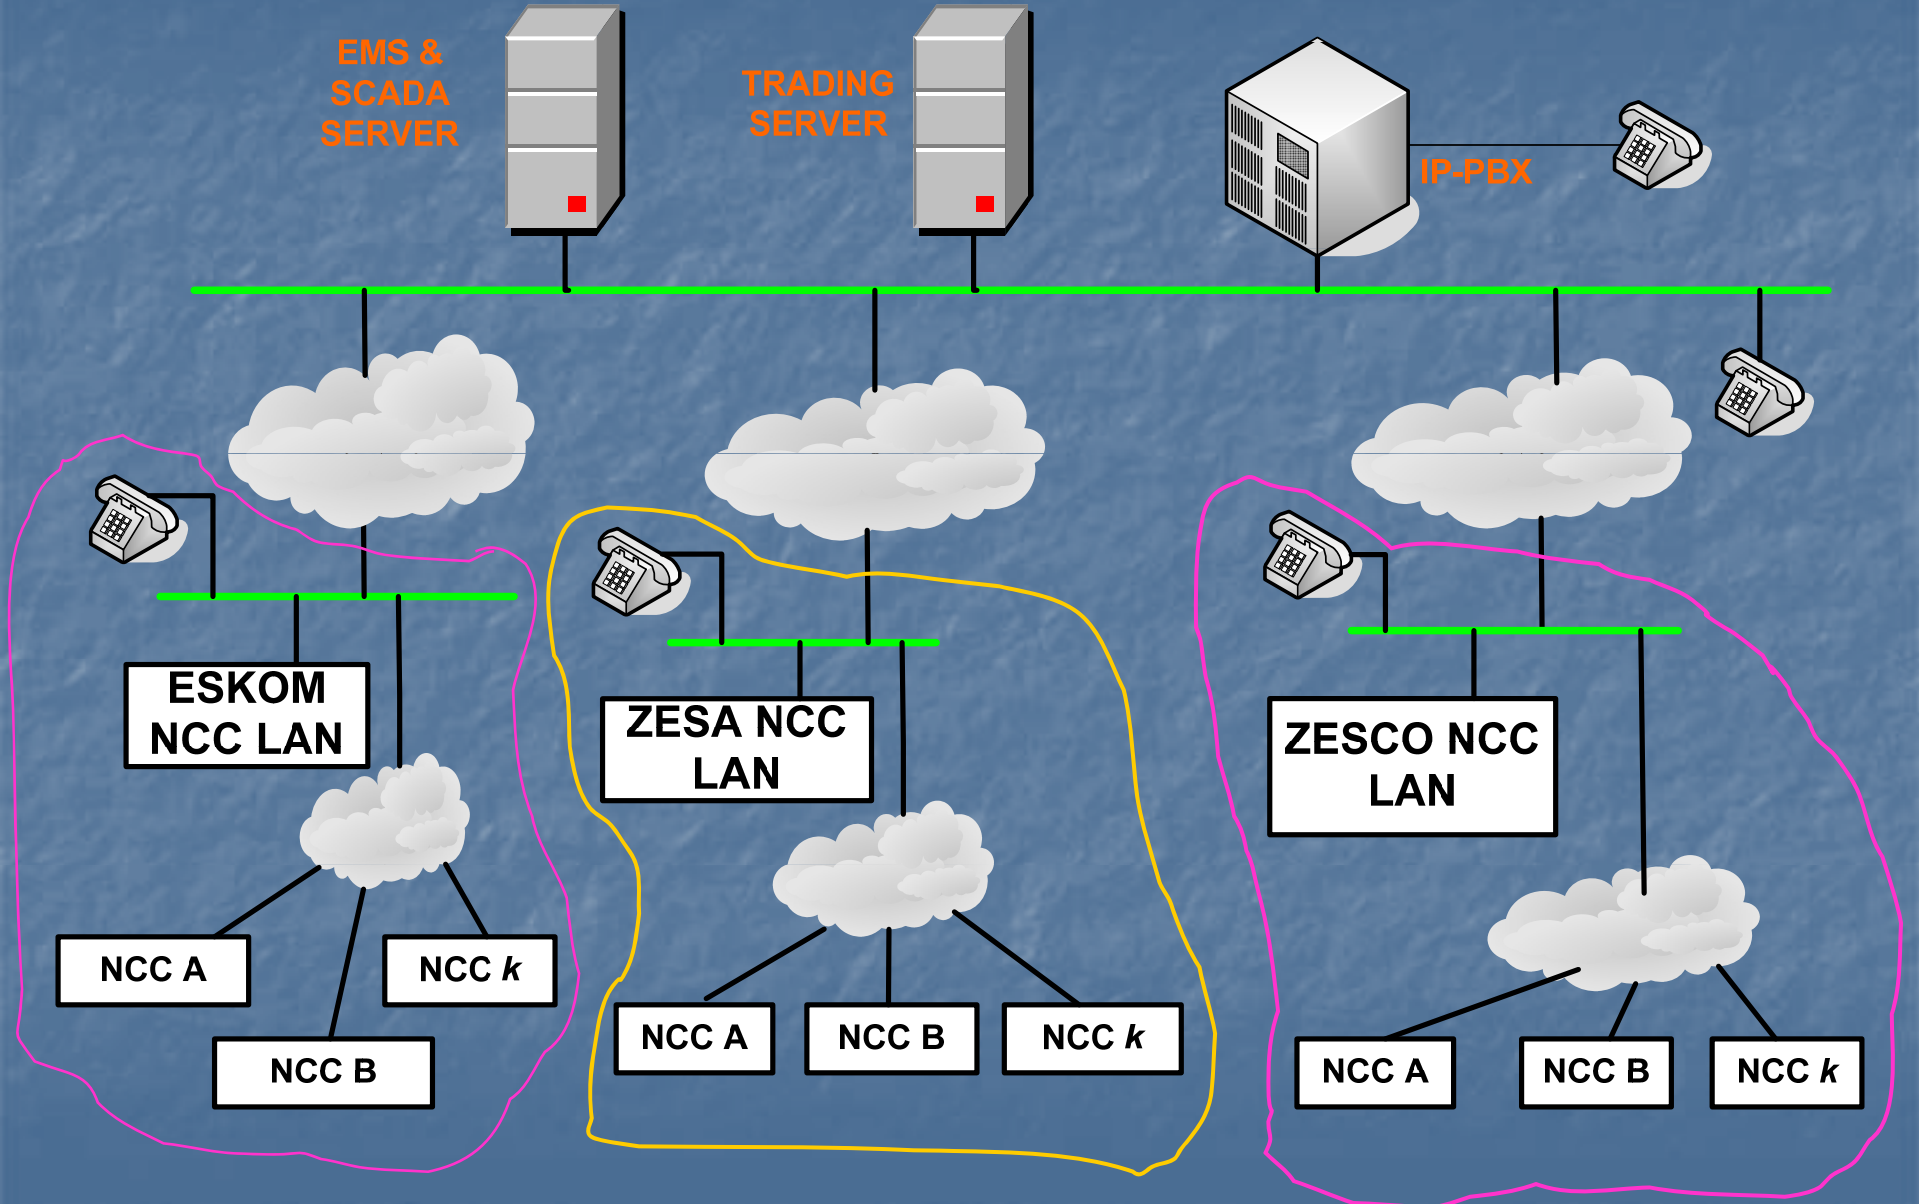 EMS &
SCADA
SERVER
TRADING
SERVER
IP-PBX
ESKOM
NCC LAN
ZESA NCC
LAN
ZESCO NCC
LAN
NCC A
NCC B
NCC k
NCC A
NCC B
NCC k
NCC A
NCC B
NCC k